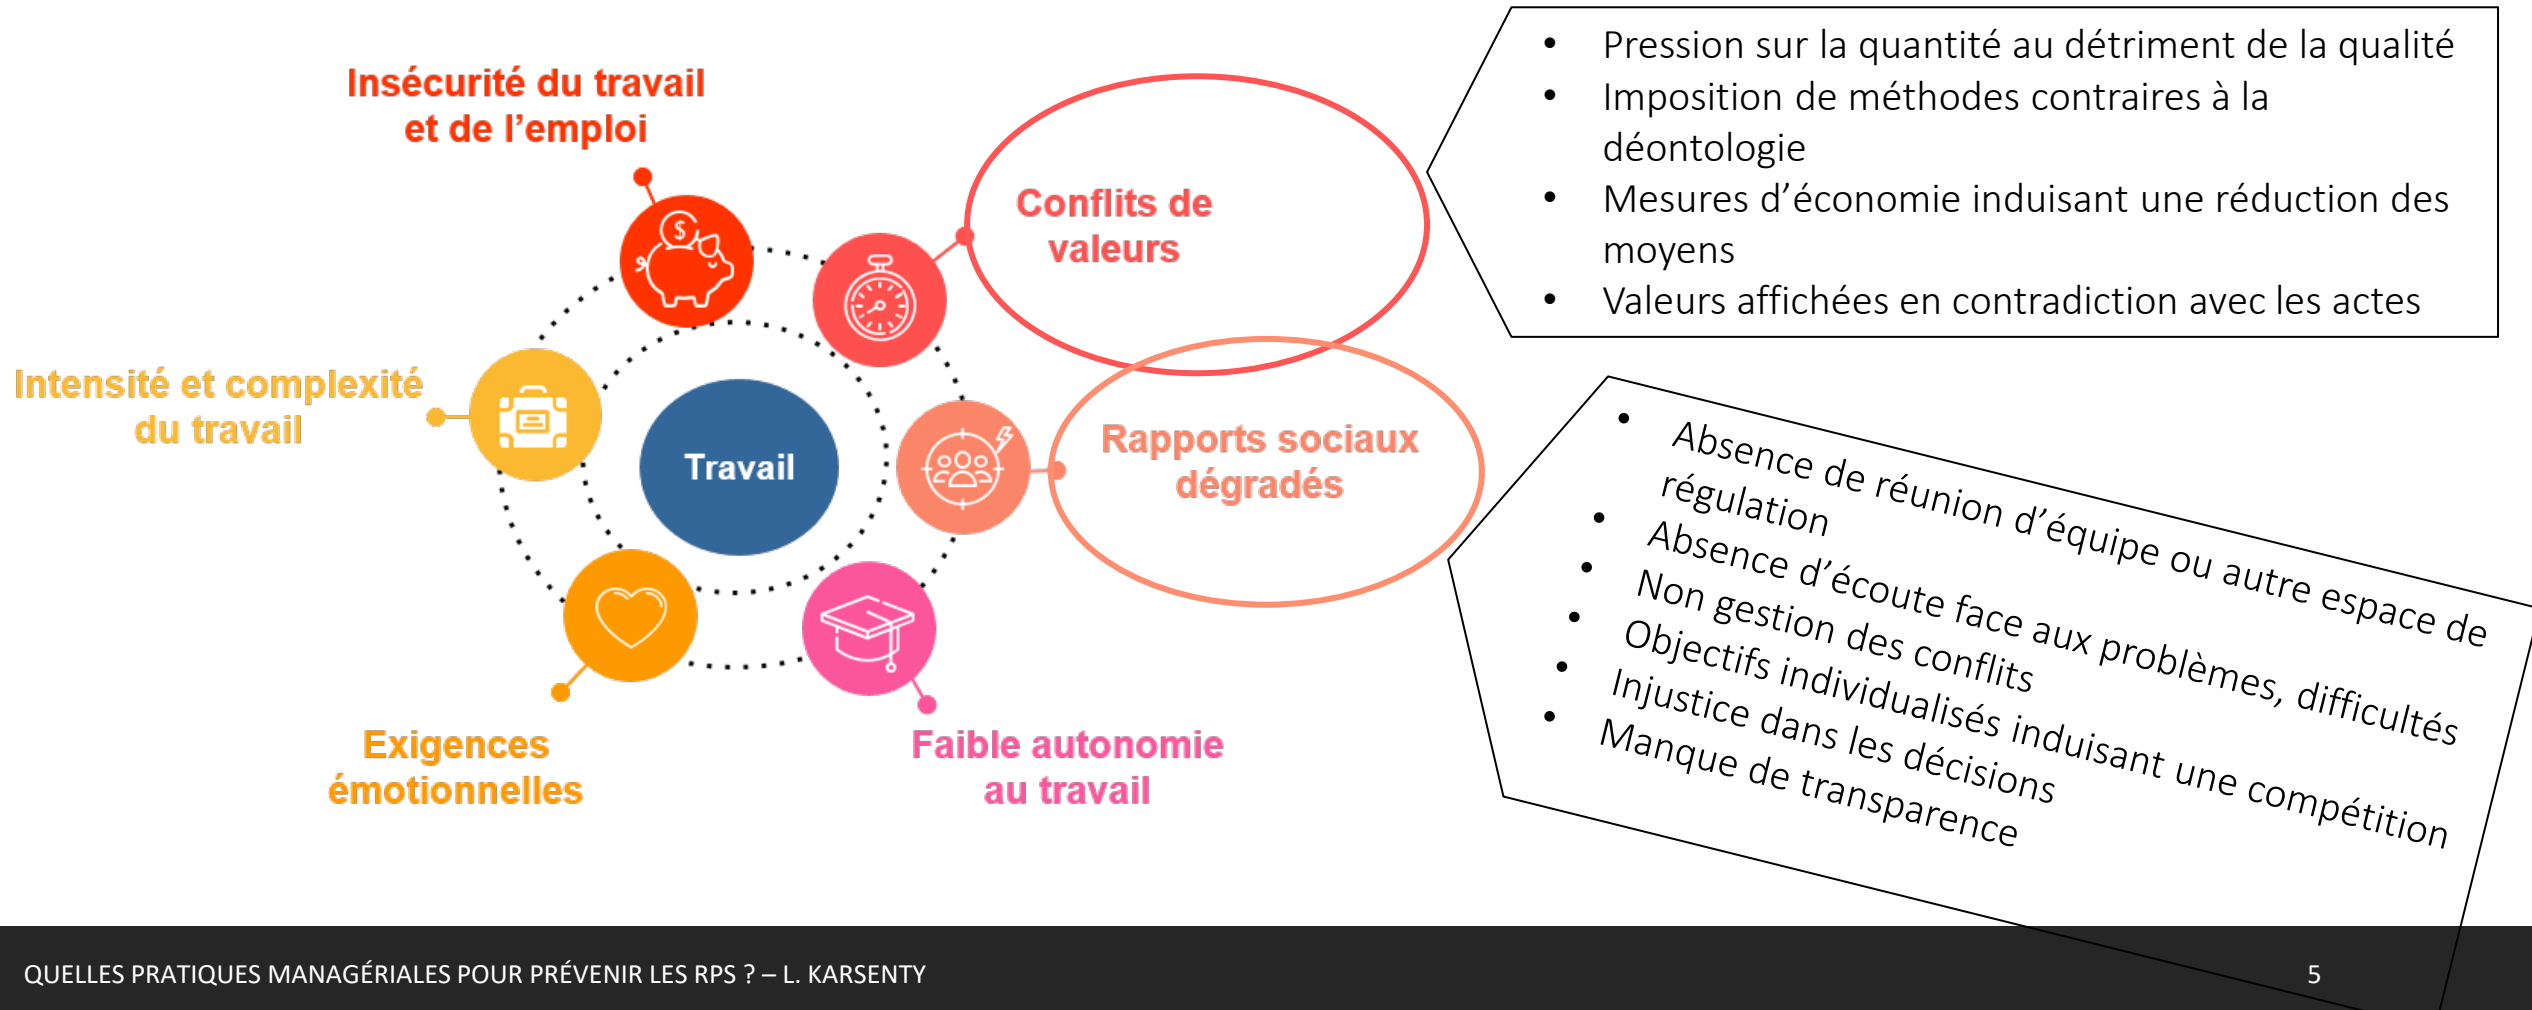 Insécurité du travail
et de l'emploi
Conflits de
valeurs
Intensité et complexité
du travail
Travail
Rapports sociaux
dégradés
Exigences
émotionnelles
Faible autonomie
au travail
$
• Pression sur la quantité au détriment de la qualité
• Imposition de méthodes contraires à la
déontologie
• Mesures d'économie induisant une réduction des
moyens
• Valeurs affichées en contradiction avec les actes
• Absence de réunion d'équipe ou autre espace de
régulation
• Absence d'écoute face aux problèmes, difficultés
• Non gestion des conflits
• Objectifs individualisés induisant une compétition
• Injustice dans les décisions
• Manque de transparence
QUELLES PRATIQUES MANAGÉRIALES POUR PRÉVENIR LES RPS ? – L. KARSENTY
5